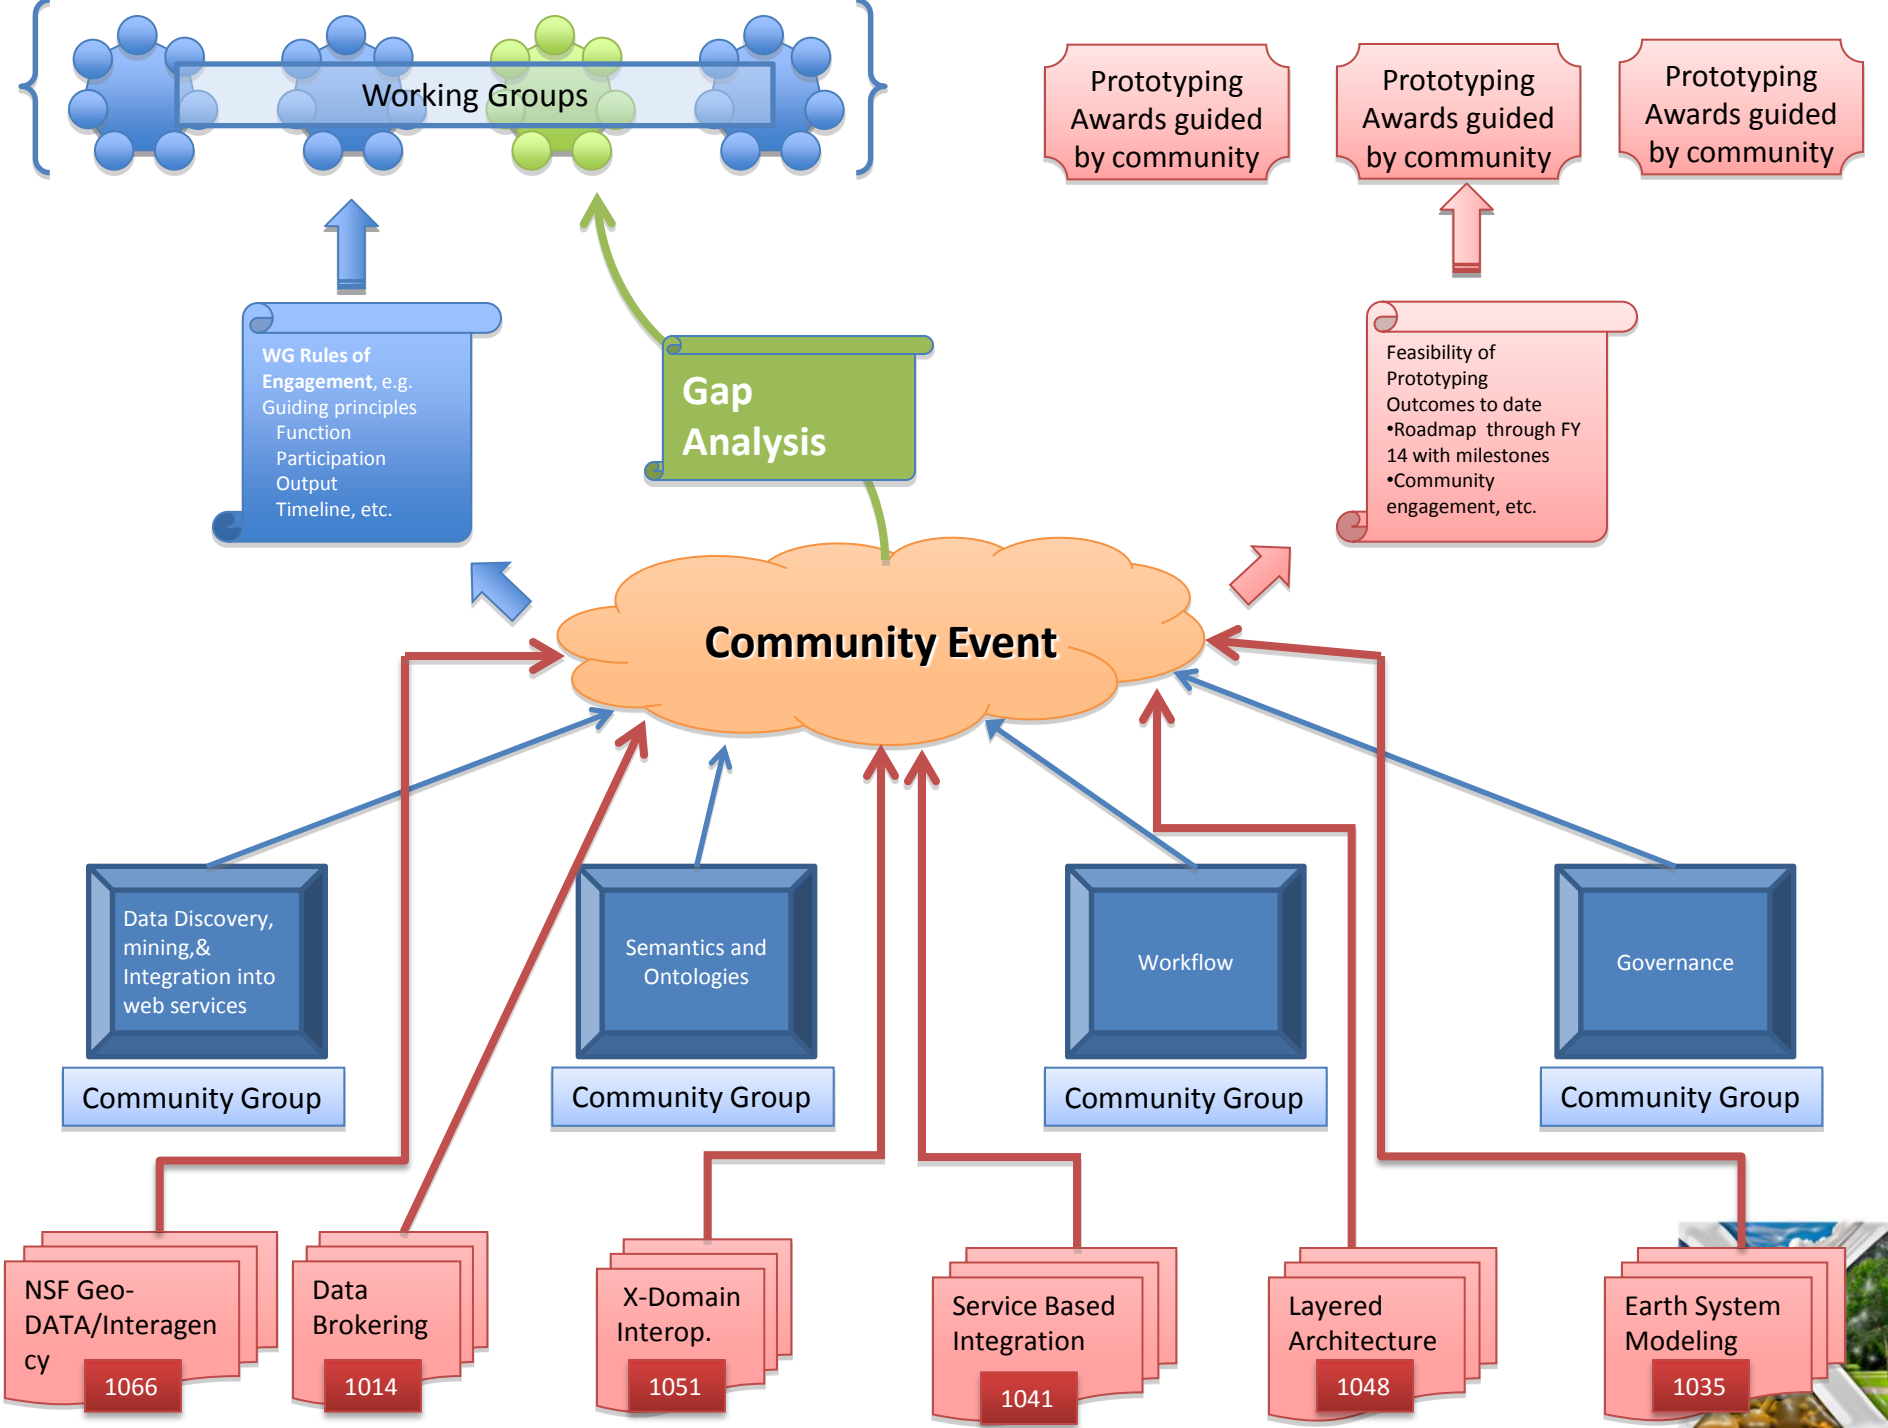 Working Groups
Prototyping
Awards guided
by community
Prototyping
Awards guided
by community
Prototyping
Awards guided
by community
WG Rules of
Engagement, e.g.
Guiding principles
Function
Participation
Output
Timeline, etc.
Gap
Analysis
Feasibility of
Prototyping
Outcomes to date
•Roadmap through FY
14 with milestones
•Community
engagement, etc.
Community Event
Data Discovery,
mining,&
Integration into
web services
Semantics and
Ontologies
Workflow
Governance
Community Group
Community Group
Community Group
Community Group
NSF Geo-
DATA/Interagen
cy
1066
Data
Brokering
1014
X-Domain
Interop.
1051
Service Based
Integration
1041
Layered
Architecture
1048
Earth System
Modeling
1035